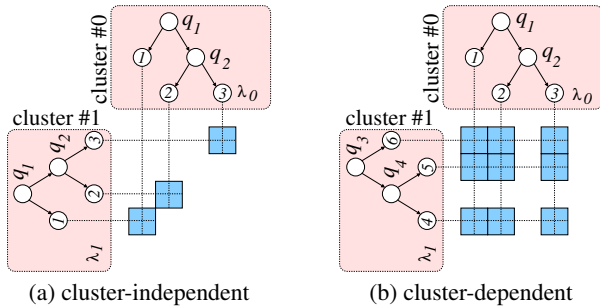 cluster #0
q1
1
q2
2
3
λ0
cluster #1
q2
3
q1
2
1
λ1
(a) cluster-independent
cluster #0
q1
1
q2
2
3
λ0
cluster #1
q3
6
q4
5
4
λ1
(b) cluster-dependent